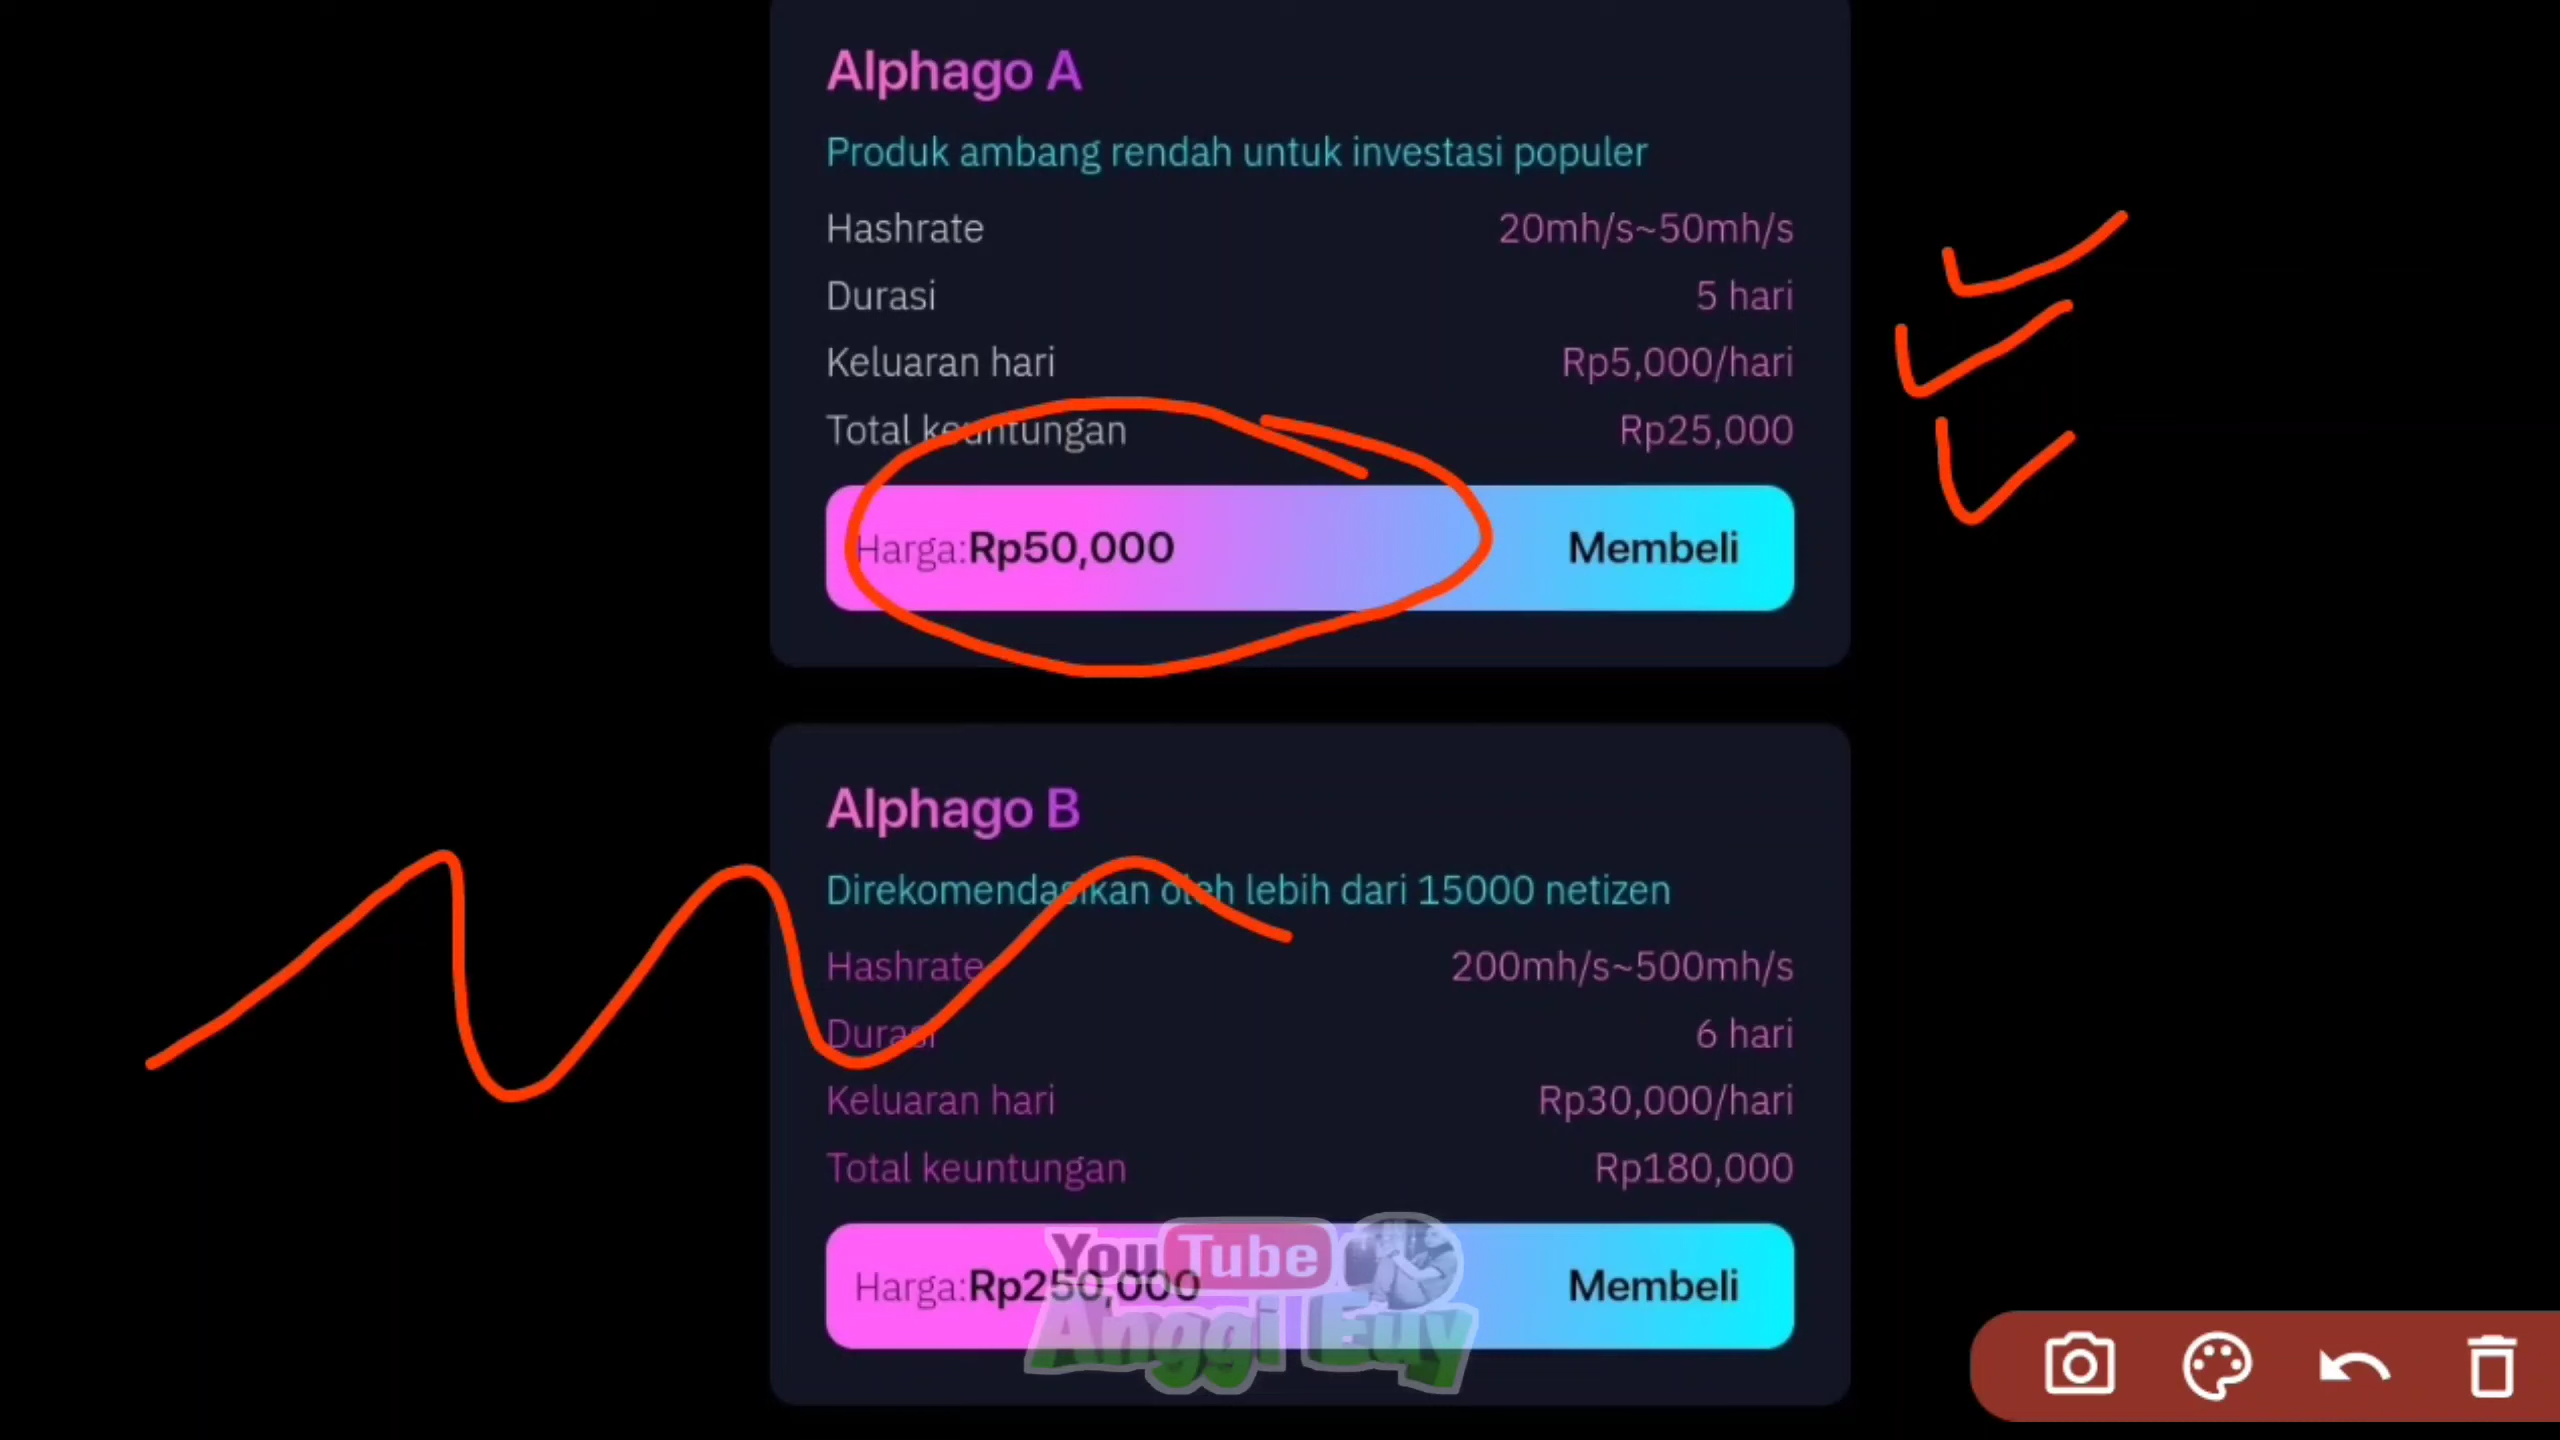 Alphago A
Produk ambang rendah untuk investasi populer
Hashrate 20mh/s~50mh/s
Durasi 5 hari
Keluaran hari Rp5,000/hari
Total keuntungan Rp25,000
Harga:Rp50,000 Membeli
Alphago B
Direkomendasikan oleh lebih dari 15000 netizen
Hashrate 200mh/s~500mh/s
Durasi 6 hari
Keluaran hari Rp30,000/hari
Total keuntungan Rp180,000
YouTube
Harga:Rp250,000 Membeli
Anggi Euy